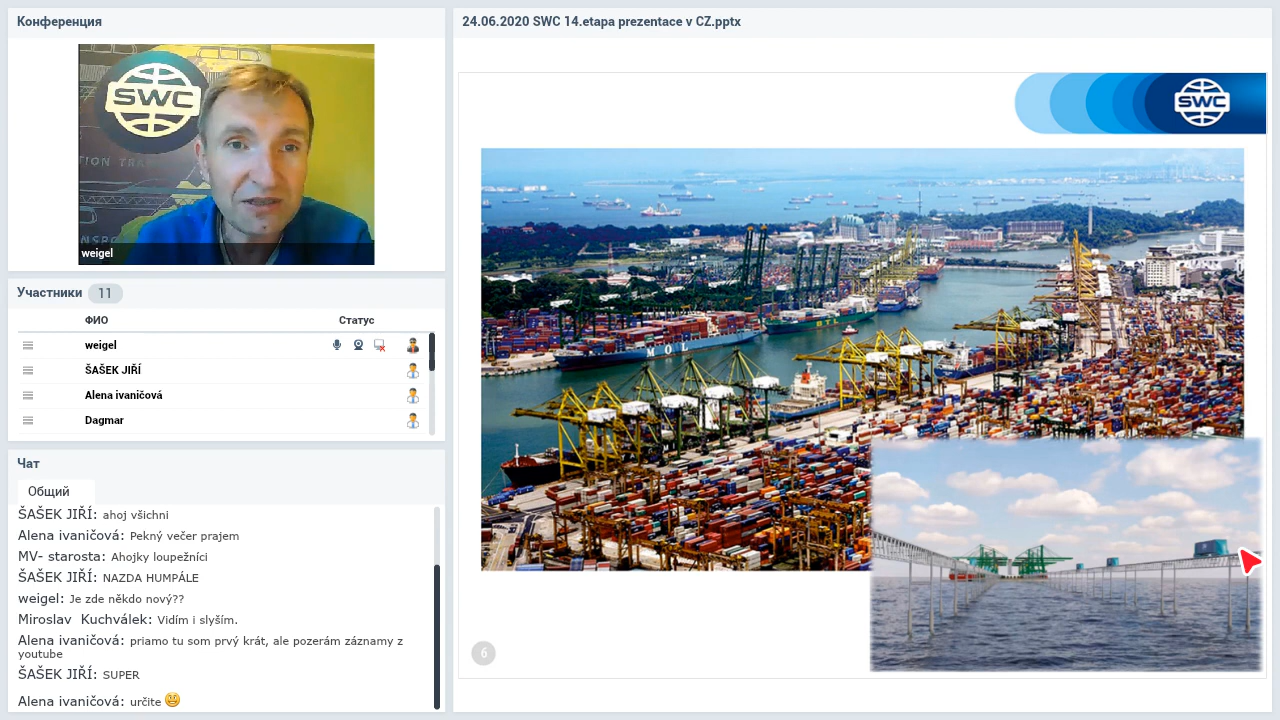 Конференция
SWC
TION TRA
NSPO
weigel
Участники 11
ФИО Статус
weigel
ŠAŠEK JIŘÍ
Alena ivaničová
Dagmar
Чат
Общий
ŠAŠEK JIŘÍ: ahoj všichni
Alena ivaničová: Pekný večer prajem
MV- starosta: Ahojky loupežníci
ŠAŠEK JIŘÍ: NAZDA HUMPÁLE
weigel: Je zde někdo nový??
Miroslav Kuchválek: Vidím i slyším.
Alena ivaničová: priamo tu som prvý krát, ale pozerám záznamy z
youtube
ŠAŠEK JIŘÍ: SUPER
Alena ivaničová: určite
24.06.2020 SWC 14.etapa prezentace v CZ.pptx
SWC
MOL
6